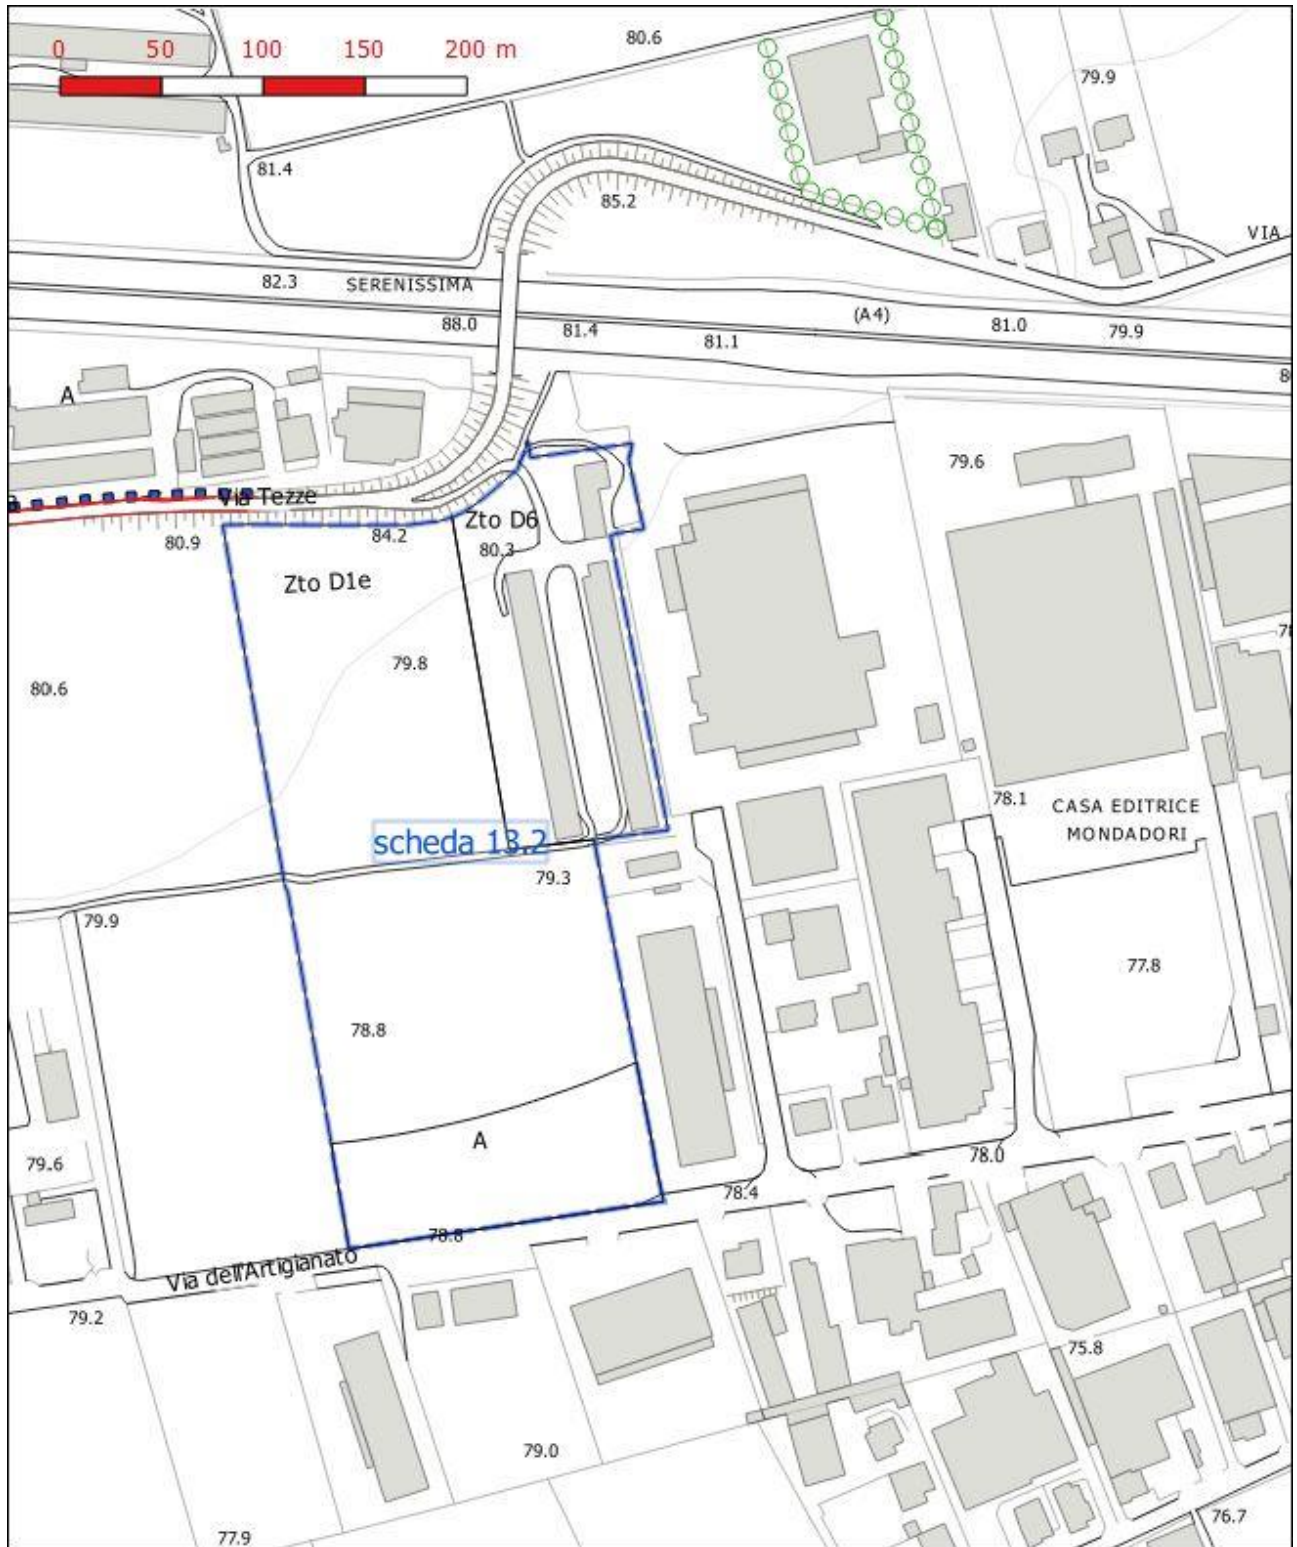 0 50 100 150 200 m
80.6
79.9
81.4
85.2
VIA
82.3
SERENISSIMA
88.0
81.4
81.1
(A4)
81.0
79.9
A
79.6
Via Tezze
80.9
84.2
Zto D6
80.3
Zto D1e
79.8
80.6
scheda 13.2
78.1
CASA EDITRICE
MONDADORI
79.3
79.9
77.8
78.8
A
79.6
78.0
78.4
78.8
Via dell'Artigianato
79.2
75.8
79.0
76.7
77.9